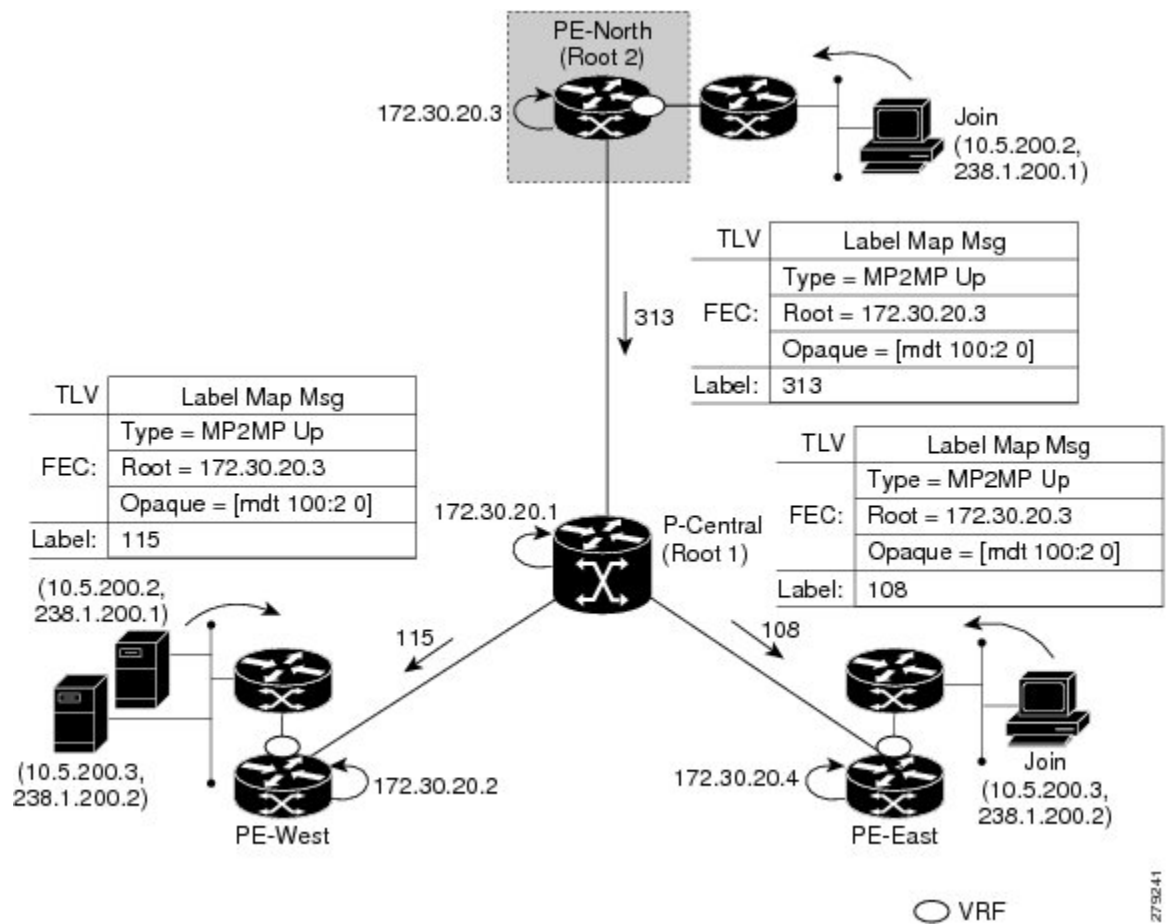 PE-North
(Root 2)
172.30.20.3
Join
(10.5.200.2,
238.1.200.1)
TLV Label Map Msg
Type = MP2MP Up
FEC: Root = 172.30.20.3
Opaque = [mdt 100:2 0]
Label: 313
313
TLV Label Map Msg
Type = MP2MP Up
FEC: Root = 172.30.20.3
Opaque = [mdt 100:2 0]
Label: 115
TLV Label Map Msg
Type = MP2MP Up
FEC: Root = 172.30.20.3
Opaque = [mdt 100:2 0]
Label: 108
172.30.20.1
P-Central
(Root 1)
(10.5.200.2,
238.1.200.1)
115
108
(10.5.200.3,
238.1.200.2)
172.30.20.2
PE-West
172.30.20.4
PE-East
Join
(10.5.200.3,
238.1.200.2)
VRF
279241